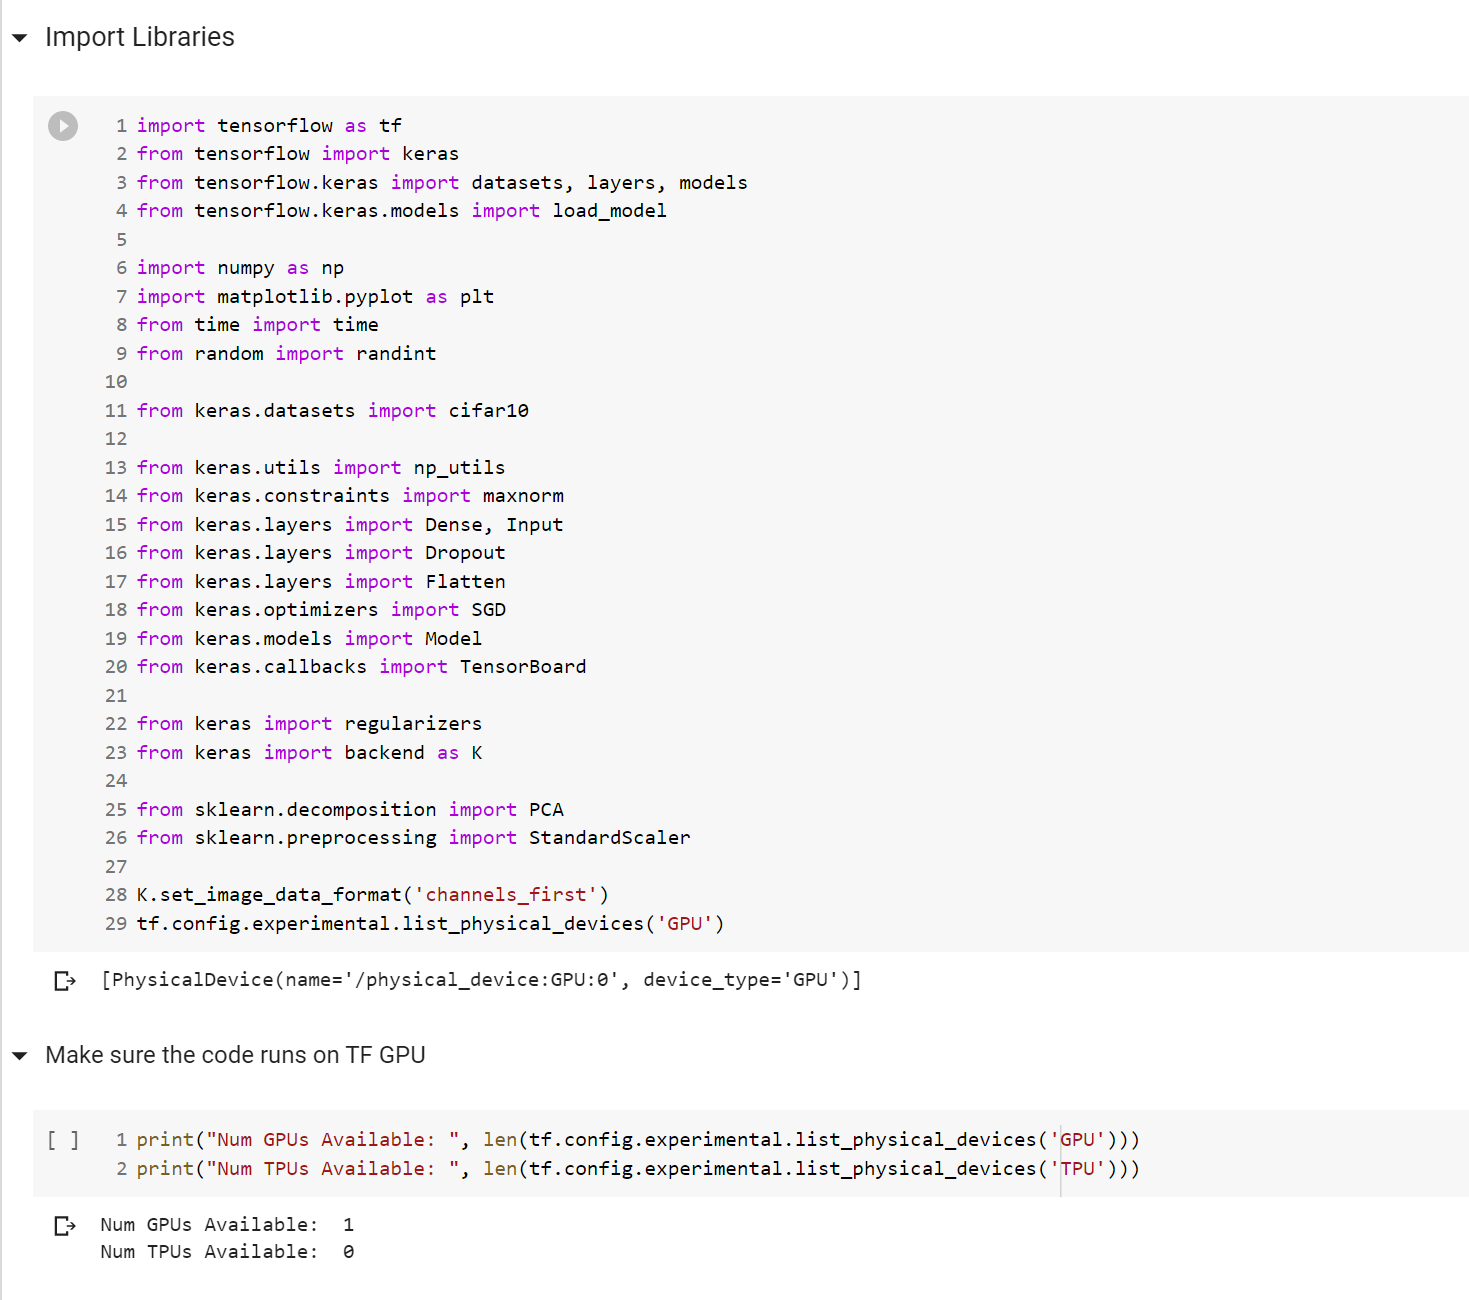 Import Libraries
1 import tensorflow as tf
2 from tensorflow import keras
3 from tensorflow.keras import datasets, layers, models
4 from tensorflow.keras.models import load_model
5
6 import numpy as np
7 import matplotlib.pyplot as plt
8 from time import time
9 from random import randint
10
11 from keras.datasets import cifar10
12
13 from keras.utils import np_utils
14 from keras.constraints import maxnorm
15 from keras.layers import Dense, Input
16 from keras.layers import Dropout
17 from keras.layers import Flatten
18 from keras.optimizers import SGD
19 from keras.models import Model
20 from keras.callbacks import TensorBoard
21
22 from keras import regularizers
23 from keras import backend as K
24
25 from sklearn.decomposition import PCA
26 from sklearn.preprocessing import StandardScaler
27
28 K.set_image_data_format('channels_first')
29 tf.config.experimental.list_physical_devices('GPU')
[PhysicalDevice(name='/physical_device:GPU:0', device_type='GPU')]
Make sure the code runs on TF GPU
[ ] 1 print("Num GPUs Available: ", len(tf.config.experimental.list_physical_devices('GPU')))
2 print("Num TPUs Available: ", len(tf.config.experimental.list_physical_devices('TPU')))
Num GPUs Available:  1
Num TPUs Available:  0